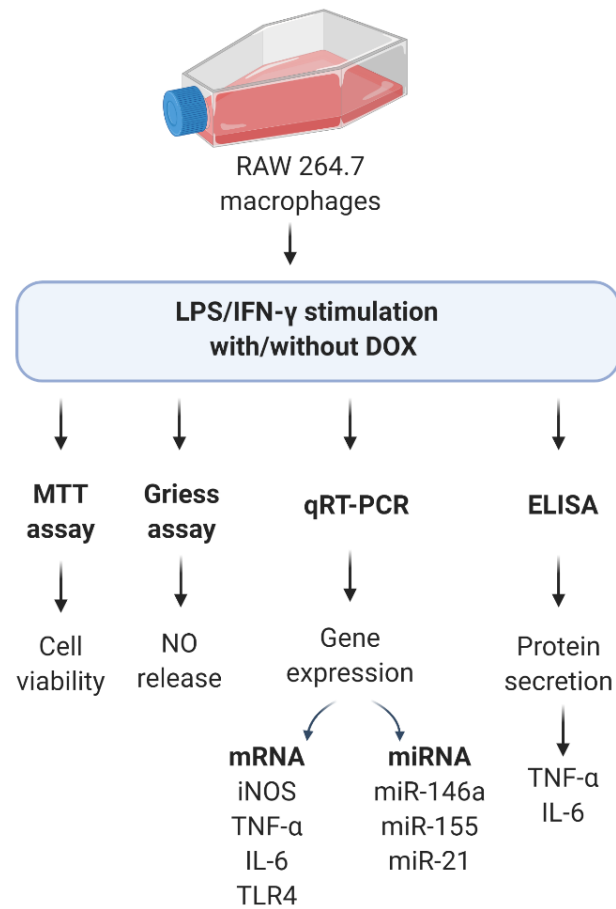 RAW 264.7
macrophages
LPS/IFN-γ stimulation
with/without DOX
MTT
assay
Griess
assay
qRT-PCR
ELISA
Cell
viability
NO
release
Gene
expression
Protein
secretion
mRNA
iNOS
TNF-α
IL-6
TLR4
miRNA
miR-146a
miR-155
miR-21
TNF-α
IL-6